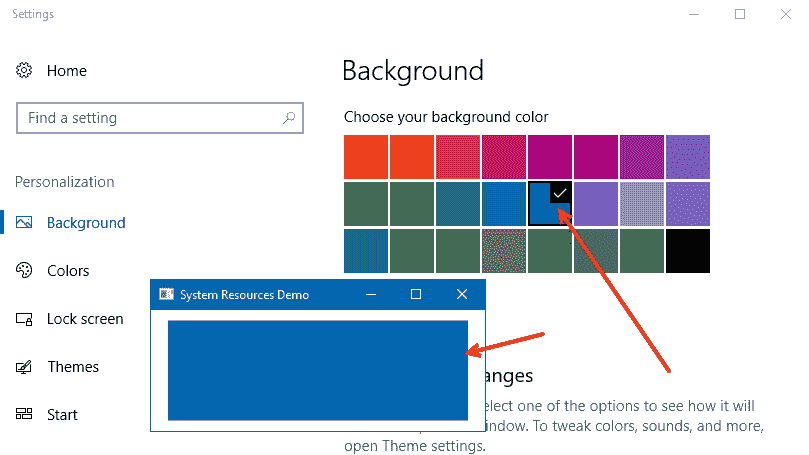 Settings
Home
Find a setting
Personalization
Background
Colors
Lock screen
Themes
Start
Background
Choose your background color
System Resources Demo
anges
elect one of the options to see how it will
indow. To tweak colors, sounds, and more,
open Theme settings.